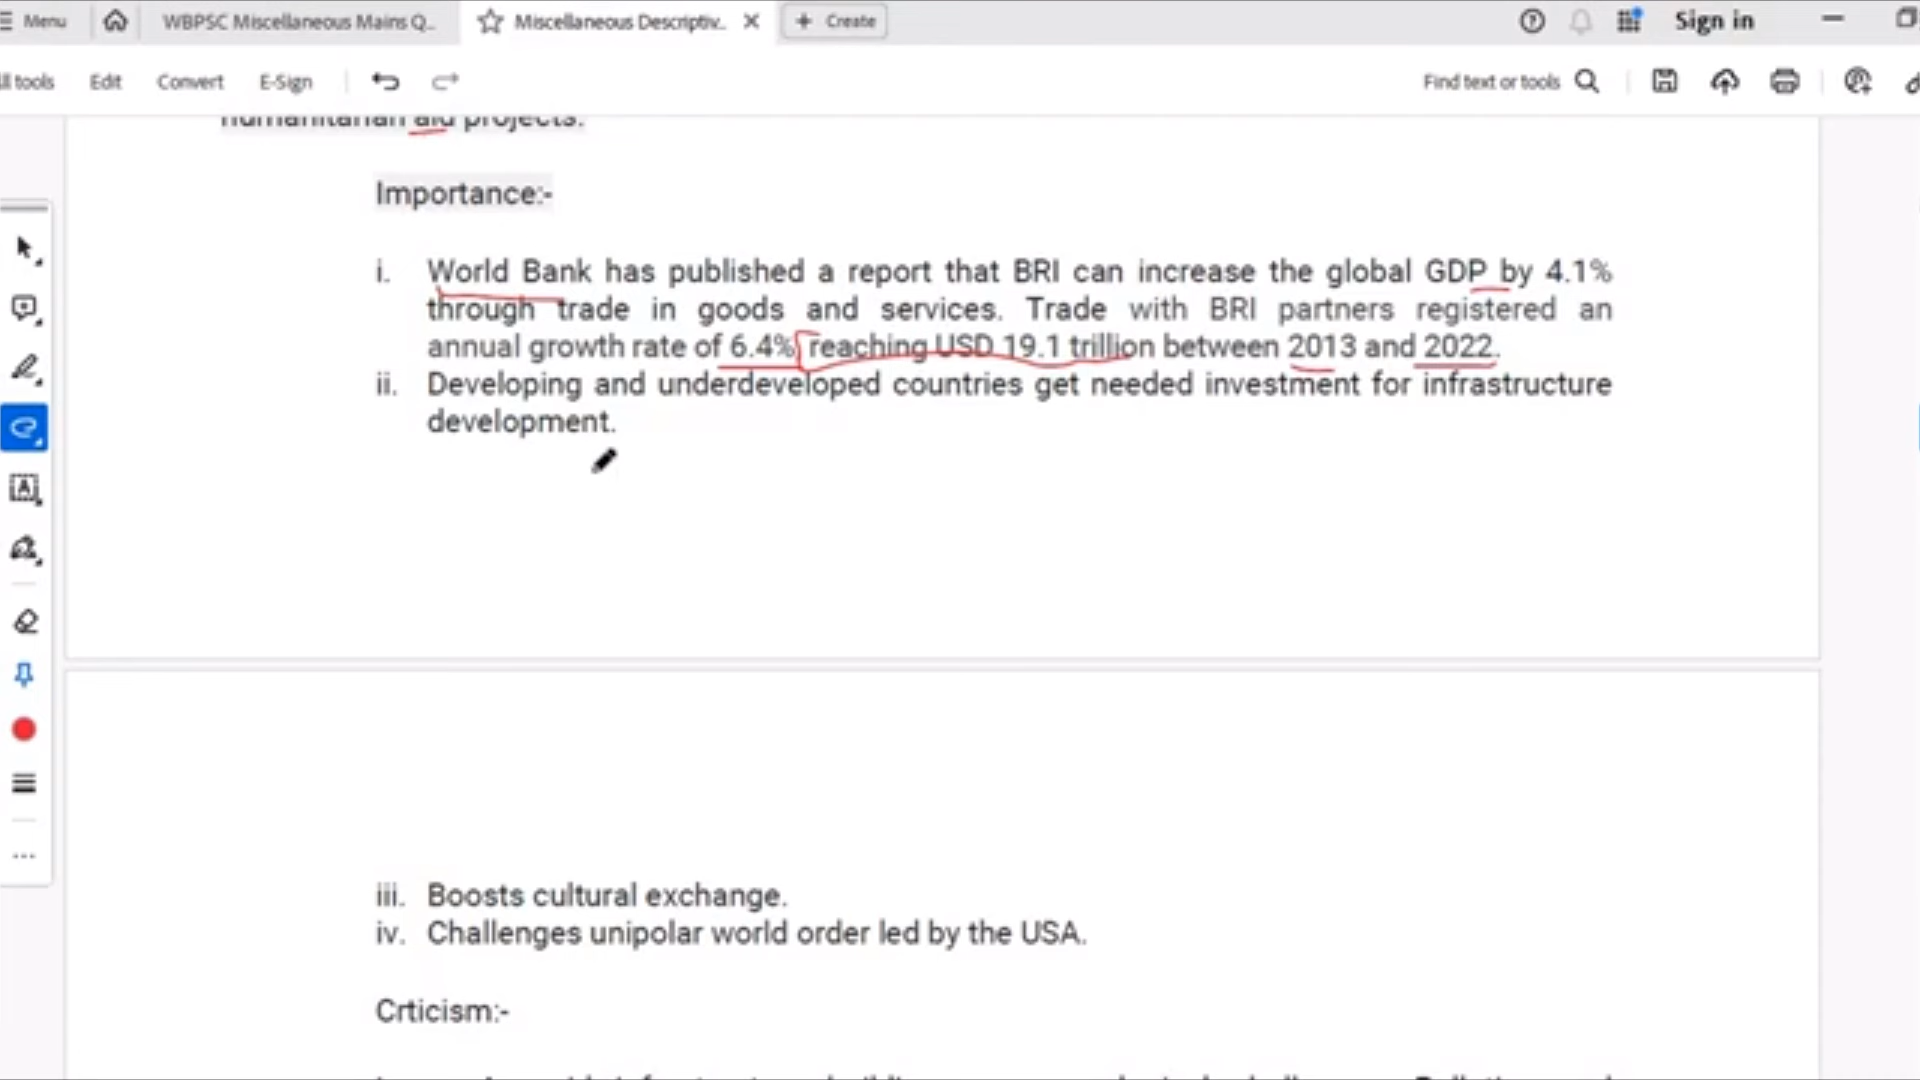 Menu
WBPSC Miscellaneous Mains Q...
Miscellaneous Descriptiv...
Create
Sign in
ll tools
Edit
Convert
E-Sign
Find text or tools
humanitarian aid projects.
Importance:-
i. World Bank has published a report that BRI can increase the global GDP by 4.1%
through trade in goods and services. Trade with BRI partners registered an
annual growth rate of 6.4% reaching USD 19.1 trillion between 2013 and 2022.
ii. Developing and underdeveloped countries get needed investment for infrastructure
development.
iii. Boosts cultural exchange.
iv. Challenges unipolar world order led by the USA.
Crticism:-